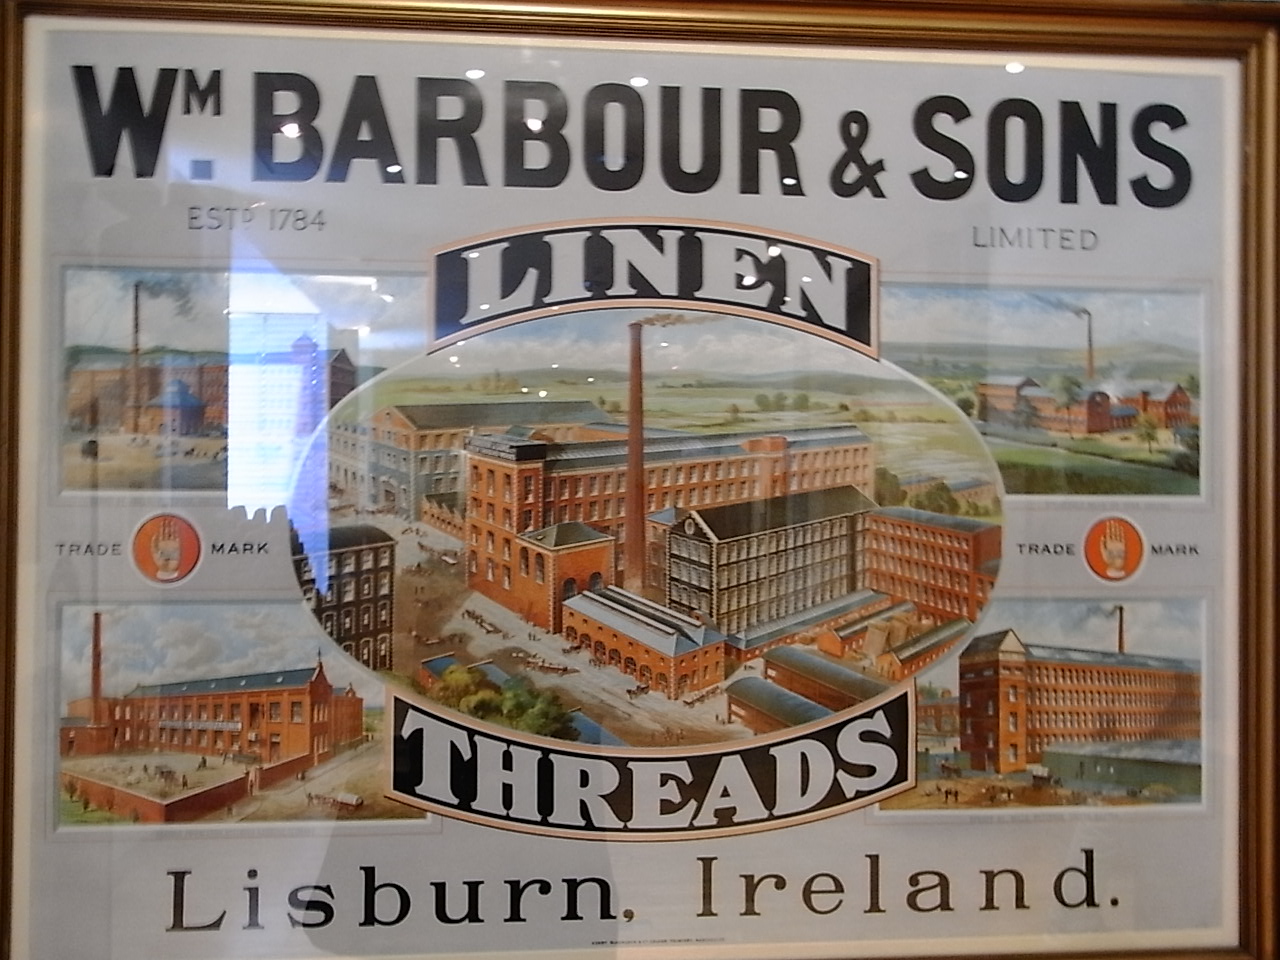 WM. BARBOUR & SONS
ESTD 1784
LIMITED
LINEN
TRADE MARK
TRADE MARK
THREADS
Lisburn, Ireland.